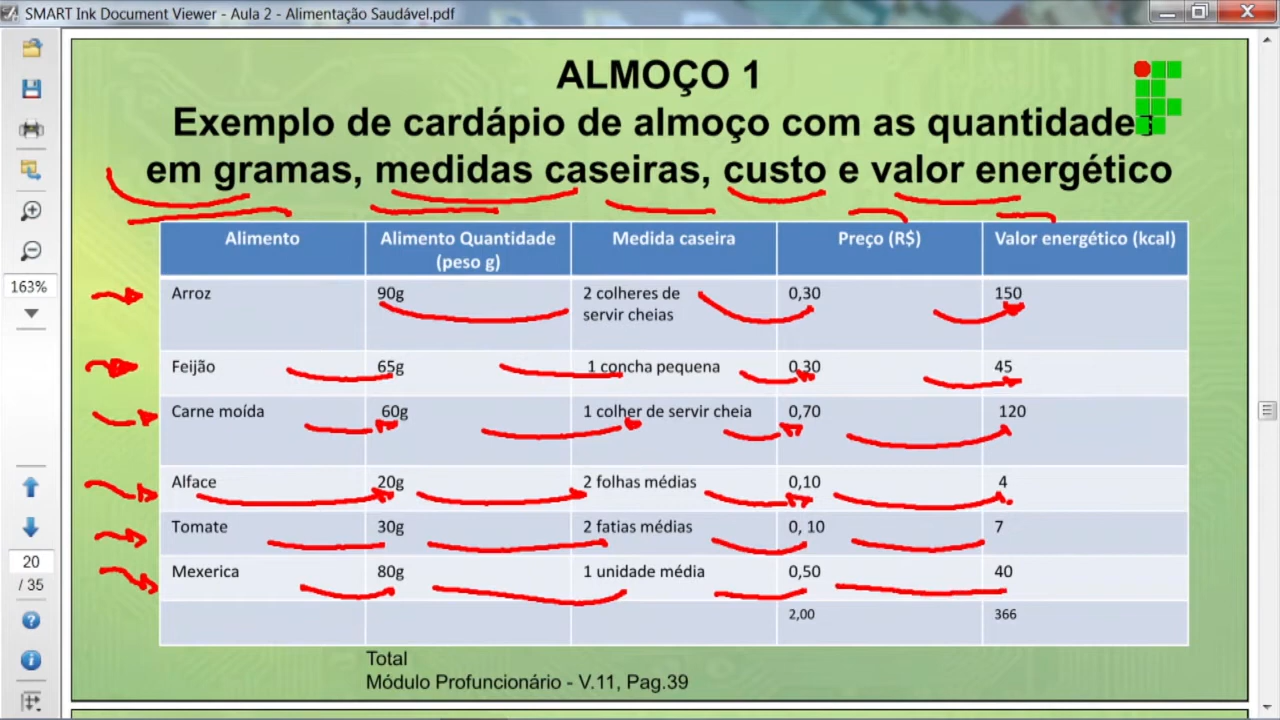 SMART Ink Document Viewer - Aula 2 - Alimentação Saudável.pdf
163%
20
/ 35
ALMOÇO 1
Exemplo de cardápio de almoço com as quantidades
em gramas, medidas caseiras, custo e valor energético
Alimento
Alimento Quantidade
(peso g)
Medida caseira
Preço (R$)
Valor energético (kcal)
Arroz
90g
2 colheres de
servir cheias
0,30
150
Feijão
65g
1 concha pequena
0,30
45
Carne moída
60g
1 colher de servir cheia
0,70
120
Alface
20g
2 folhas médias
0,10
4
Tomate
30g
2 fatias médias
0, 10
7
Mexerica
80g
1 unidade média
0,50
40
2,00
366
Total
Módulo Profuncionário - V.11, Pag.39